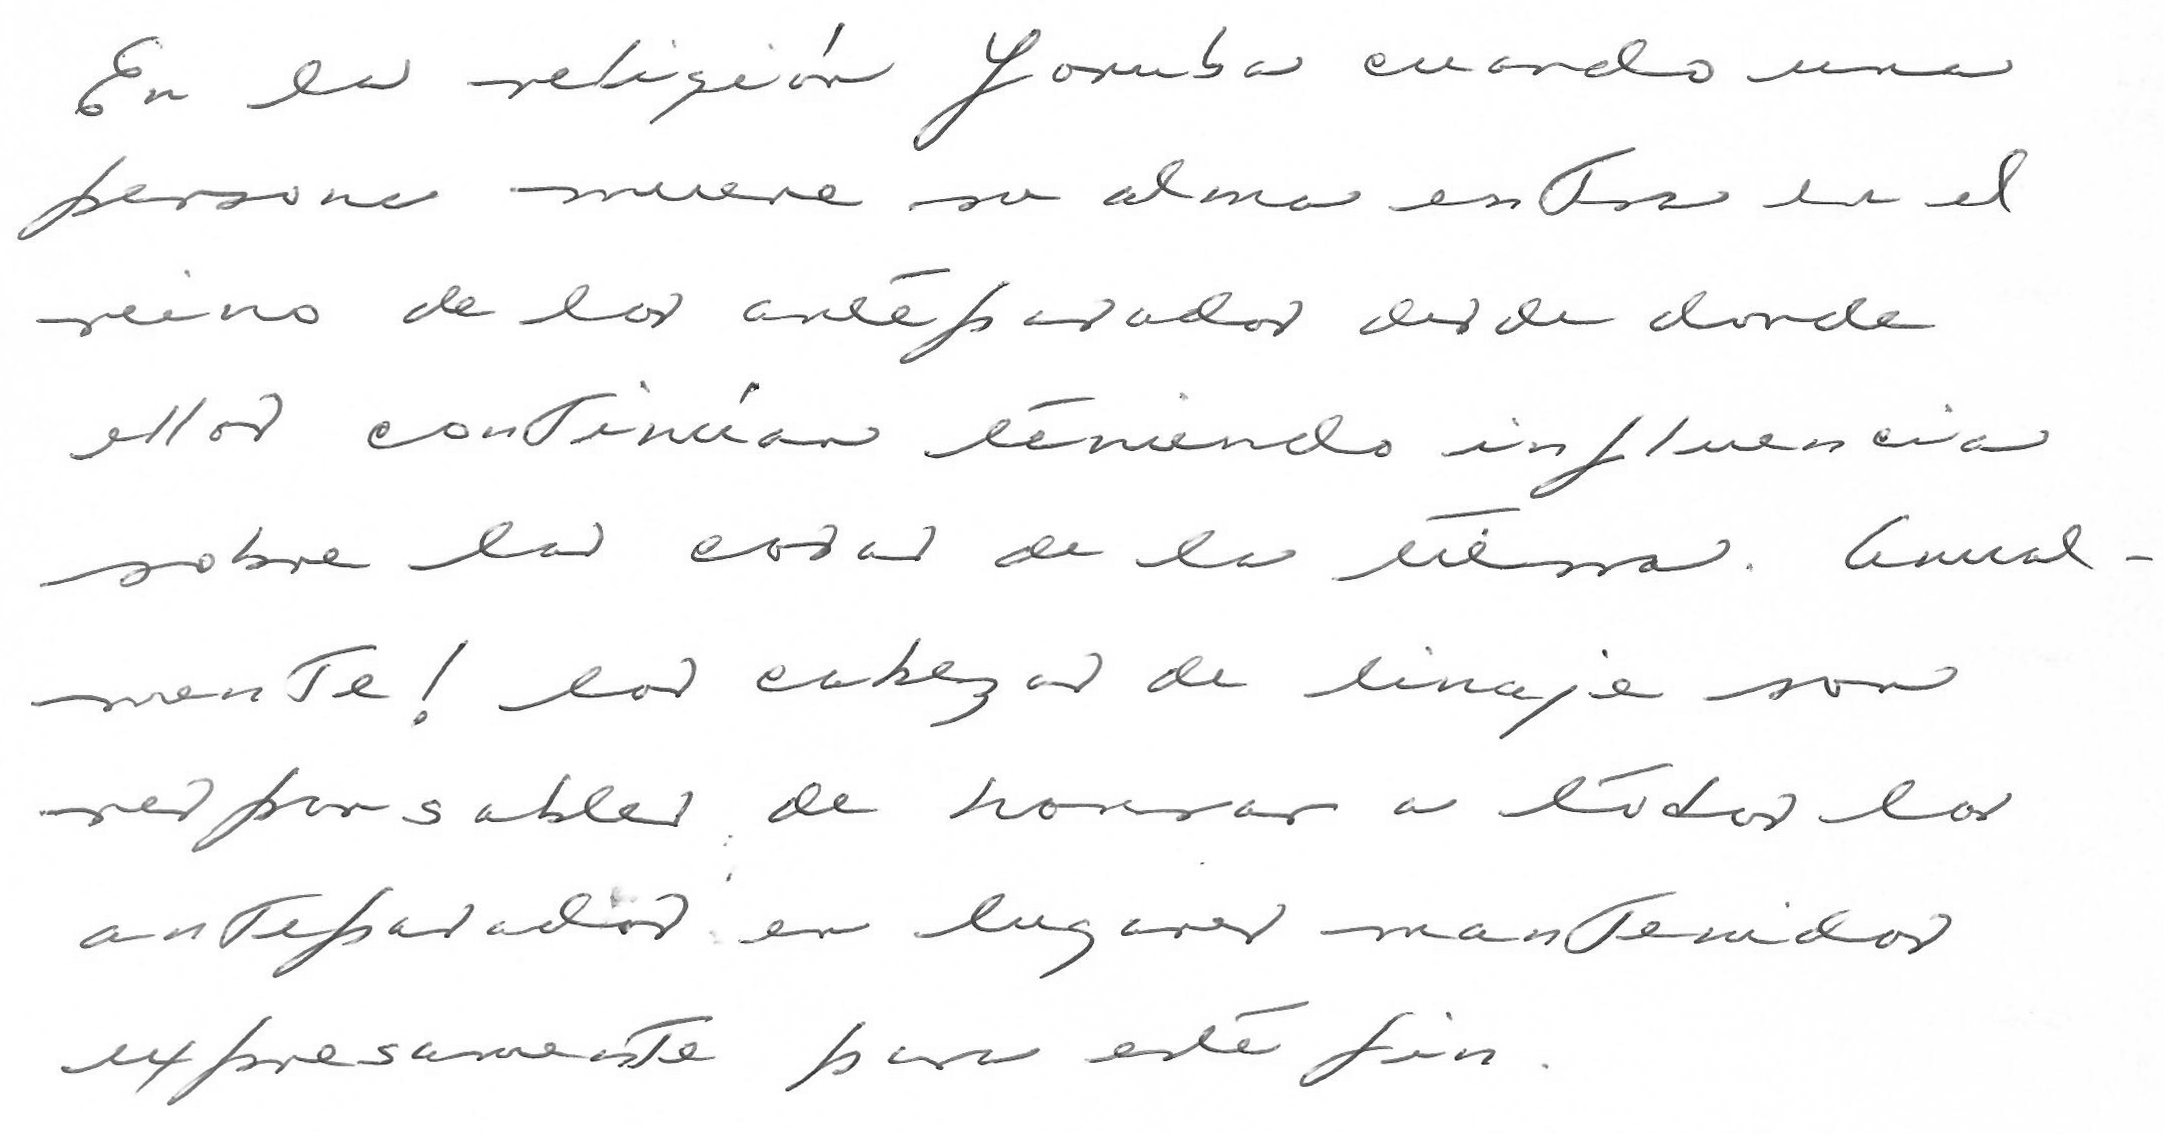 En la religión Yoruba cuando una
persona muere su alma entra en el
reino de los antepasados desde donde
ellos continúan teniendo influencia
sobre las cosas de la tierra. Anual-
mente! los cabezas de linaje son
responsables de honrar a todos los
antepasados en lugares mantenidos
expresamente para este fin.